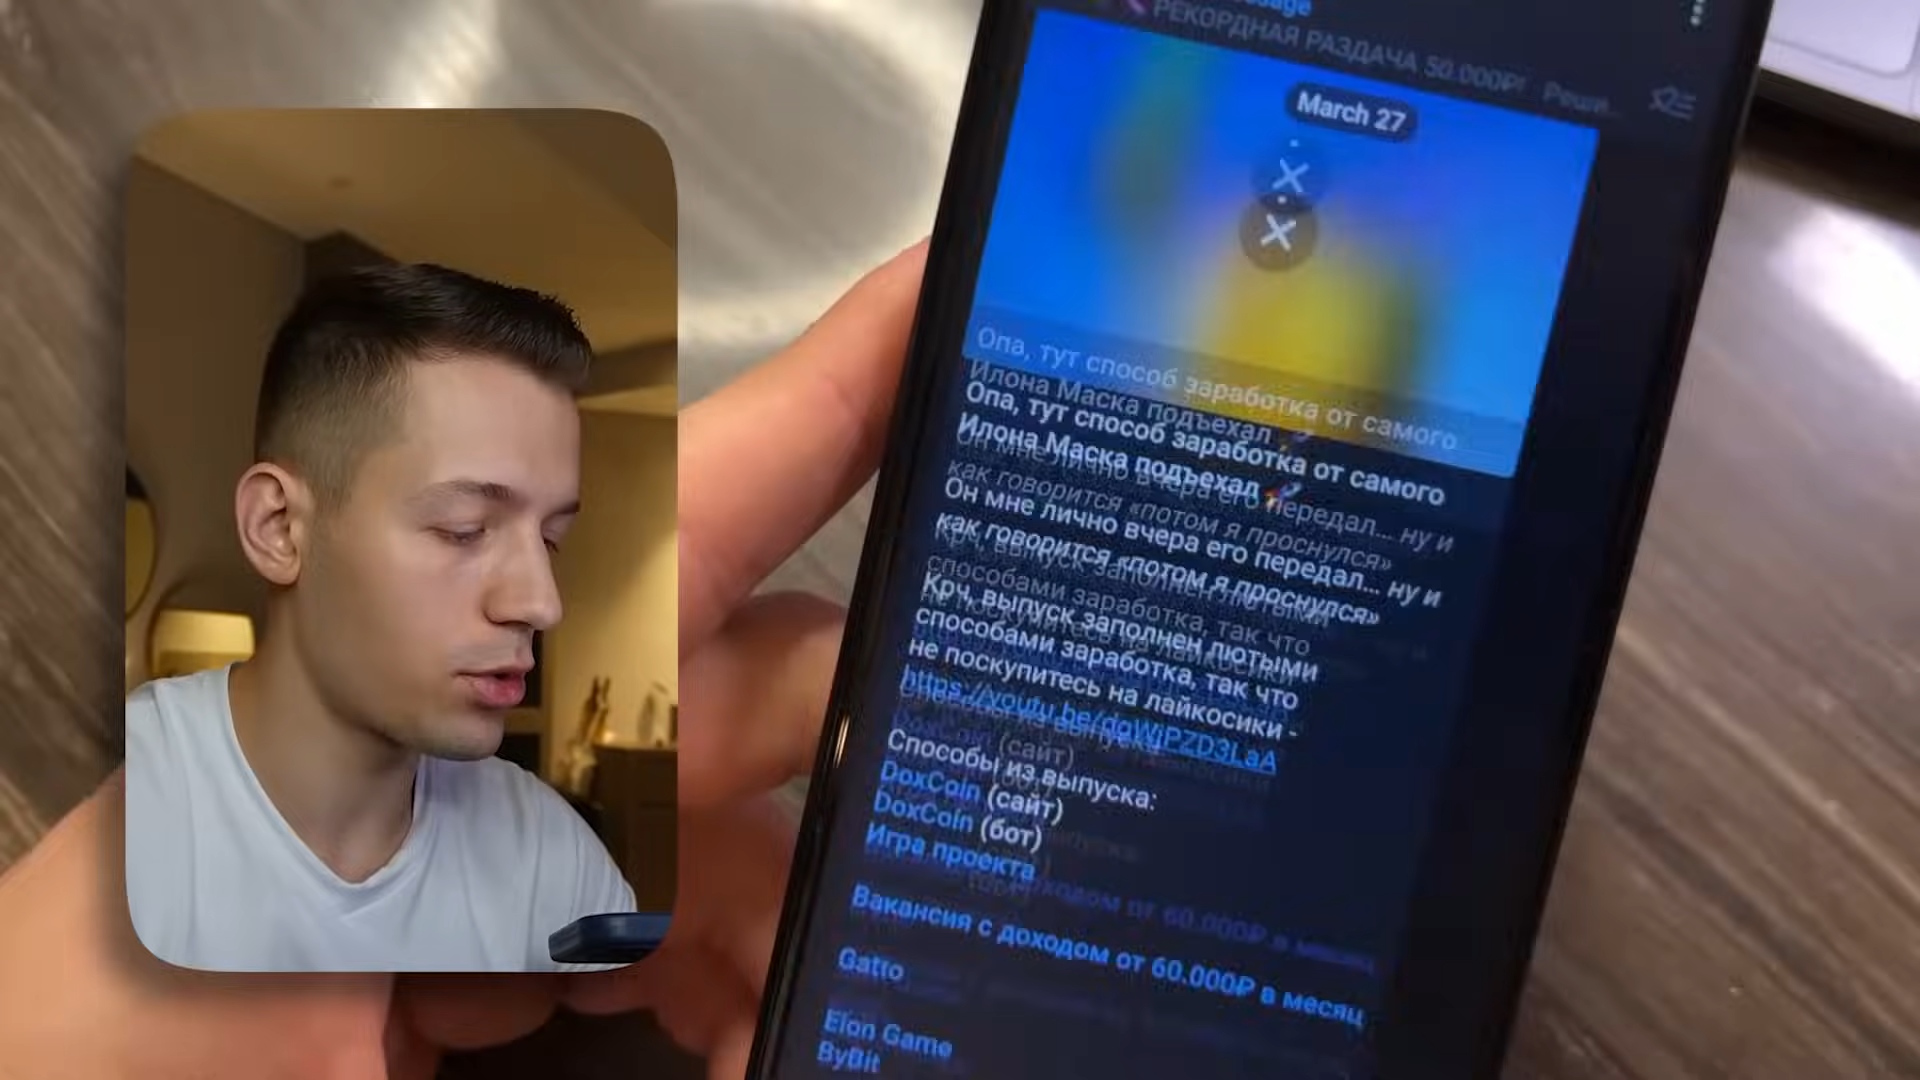 РЕКОРДНАЯ РАЗДАЧА 50.000₽! Реши...
March 27
Опа, тут способ заработка от самого
Илона Маска подъехал
Он мне лично вчера его передал... ну и
как говорится «потом я проснулся»
Крч, выпуск заполнен лютыми
способами заработка, так что
не поскупитесь на лайкосики -
Способы из выпуска:
DoxCoin (сайт)
DoxCoin (бот)
Игра проекта
Вакансия с доходом от 60.000₽ в месяц
Gatto
Elon Game
ByBit